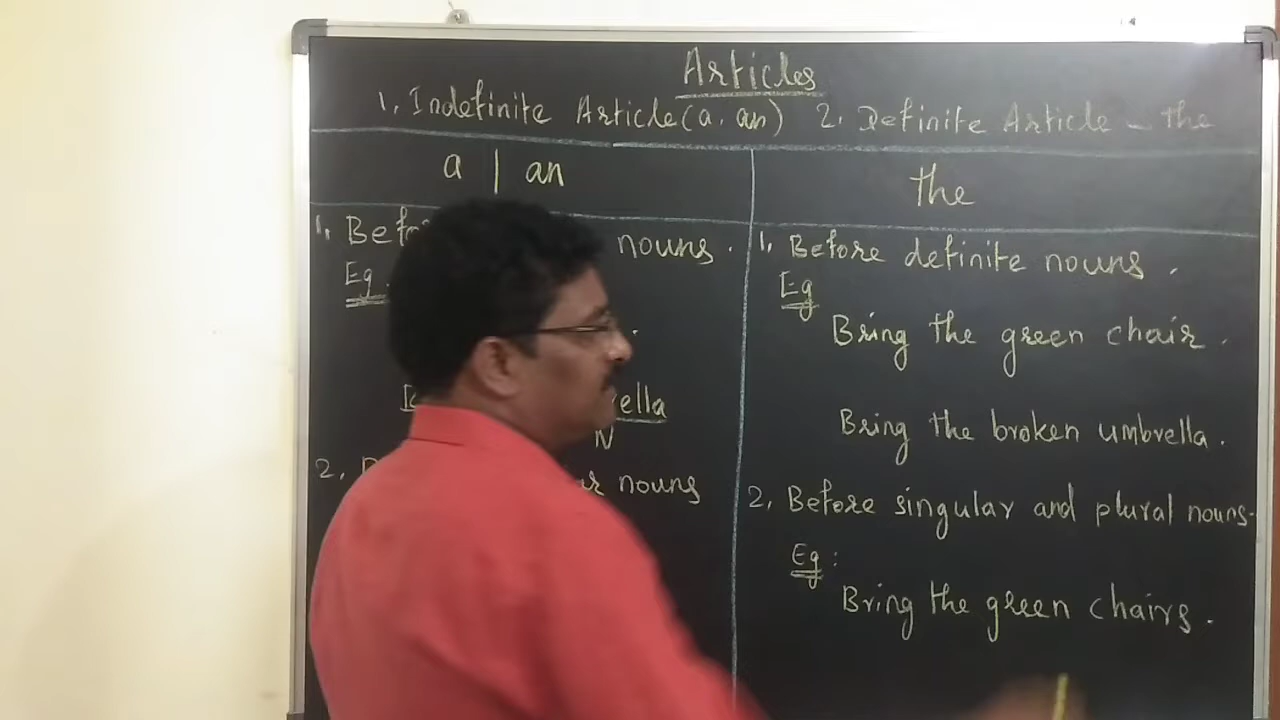 Articles
1. Indefinite Article (a, an) 2. Definite Article - the
a | an
the
1. nouns.
Eg
ella
N
2. nouns
1. Before definite nouns.
Eg
Bring the green chair.
Bring the broken umbrella.
2. Before singular and plural nouns.
Eg:
Bring the green chairs.